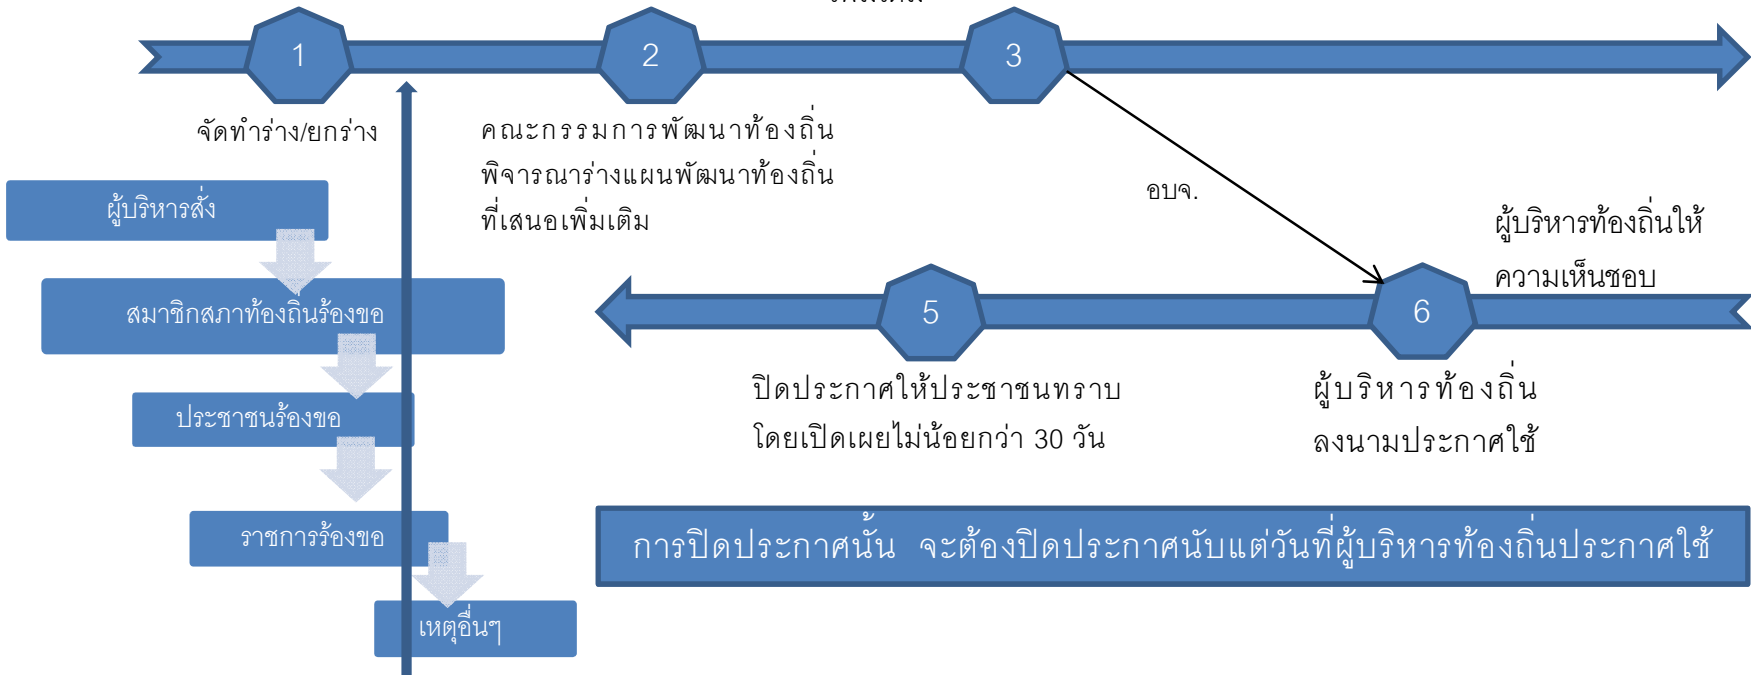 1
2
3
จัดทำร่าง/ยกร่าง
คณะกรรมการพัฒนาท้องถิ่น
พิจารณาร่างแผนพัฒนาท้องถิ่น
ที่เสนอเพิ่มเติม
ผู้บริหารสั่ง
สมาชิกสภาท้องถิ่นร้องขอ
ประชาชนร้องขอ
ราชการร้องขอ
เหตุอื่นๆ
อบจ.
ผู้บริหารท้องถิ่นให้
ความเห็นชอบ
5
6
ปิดประกาศให้ประชาชนทราบ
โดยเปิดเผยไม่น้อยกว่า 30 วัน
ผู้บริหารท้องถิ่น
ลงนามประกาศใช้
การปิดประกาศนั้น จะต้องปิดประกาศนับแต่วันที่ผู้บริหารท้องถิ่นประกาศใช้